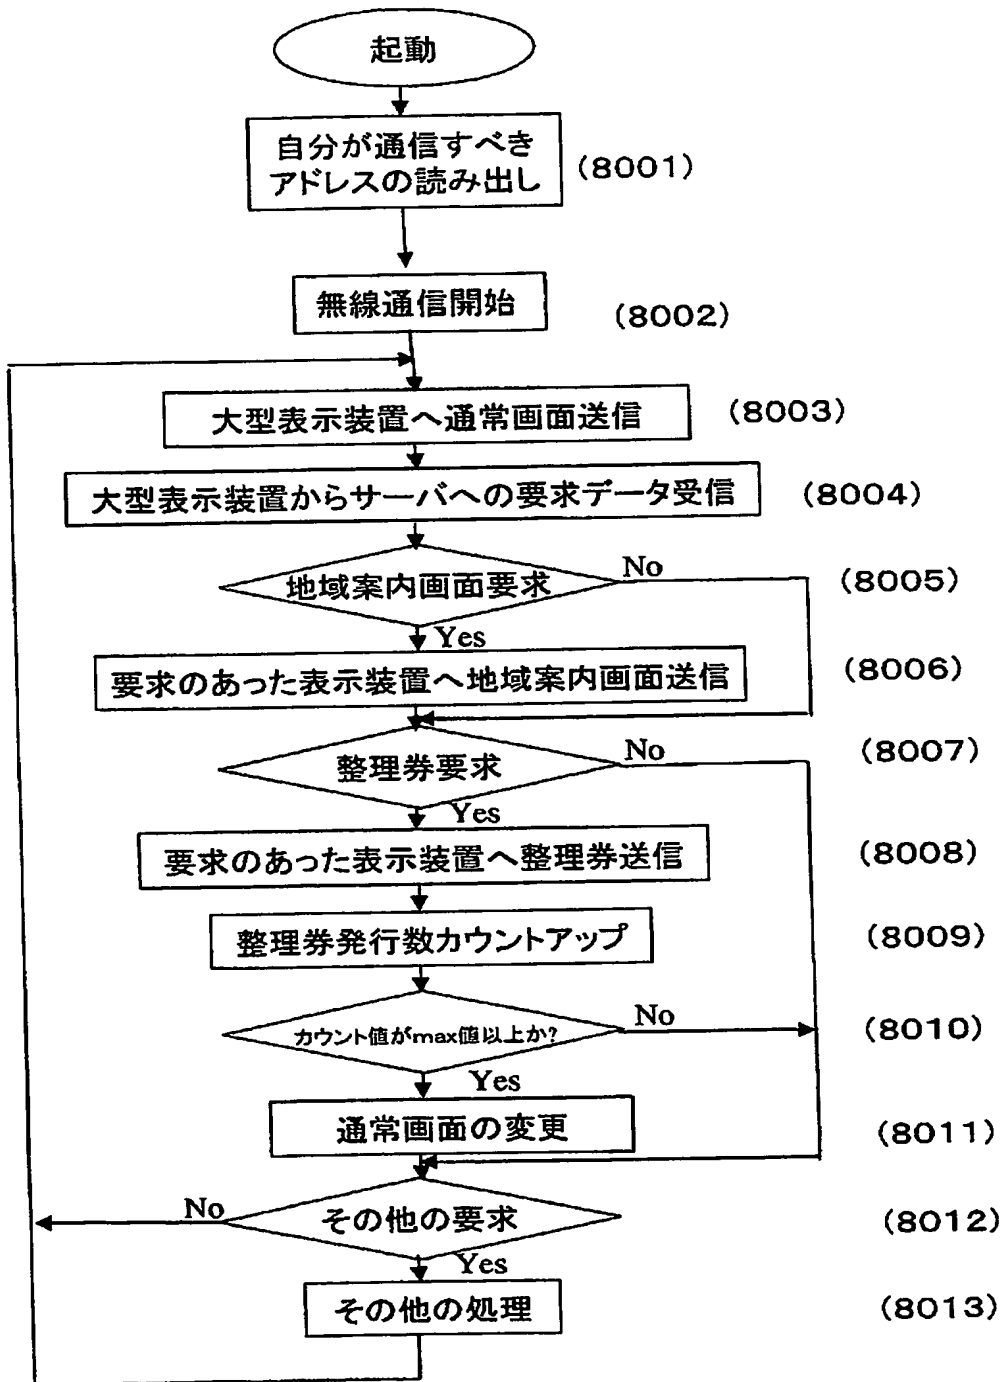 起動
自分が通信すべき
アドレスの読み出し
(8001)
無線通信開始
(8002)
大型表示装置へ通常画面送信
(8003)
大型表示装置からサーバへの要求データ受信
(8004)
地域案内画面要求
No
(8005)
Yes
要求のあった表示装置へ地域案内画面送信
(8006)
整理券要求
No
(8007)
Yes
要求のあった表示装置へ整理券送信
(8008)
整理券発行数カウントアップ
(8009)
カウント値がmax値以上か?
No
(8010)
Yes
通常画面の変更
(8011)
No
その他の要求
(8012)
Yes
その他の処理
(8013)